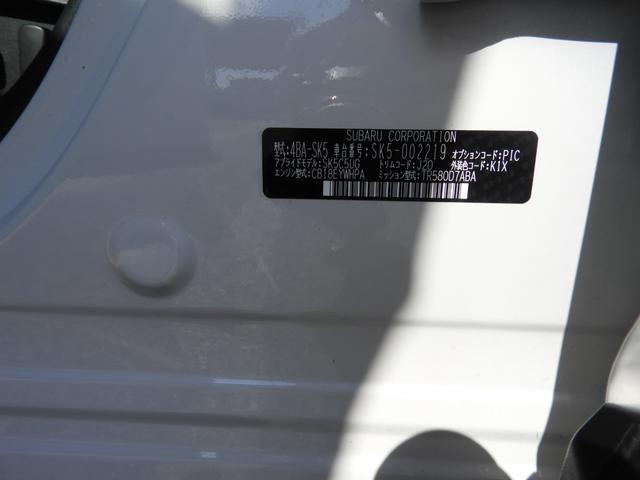 SUBARU CORPORATION
型式:4BA-SK5 車台番号:SK5-002219 オプションコード:PIC
アプライドモデル:SK5C5UG トリムコード:J20 外装色コード:K1X
エンジン型式:CB18EYWHPA ミッション型式:TR580D7ABA